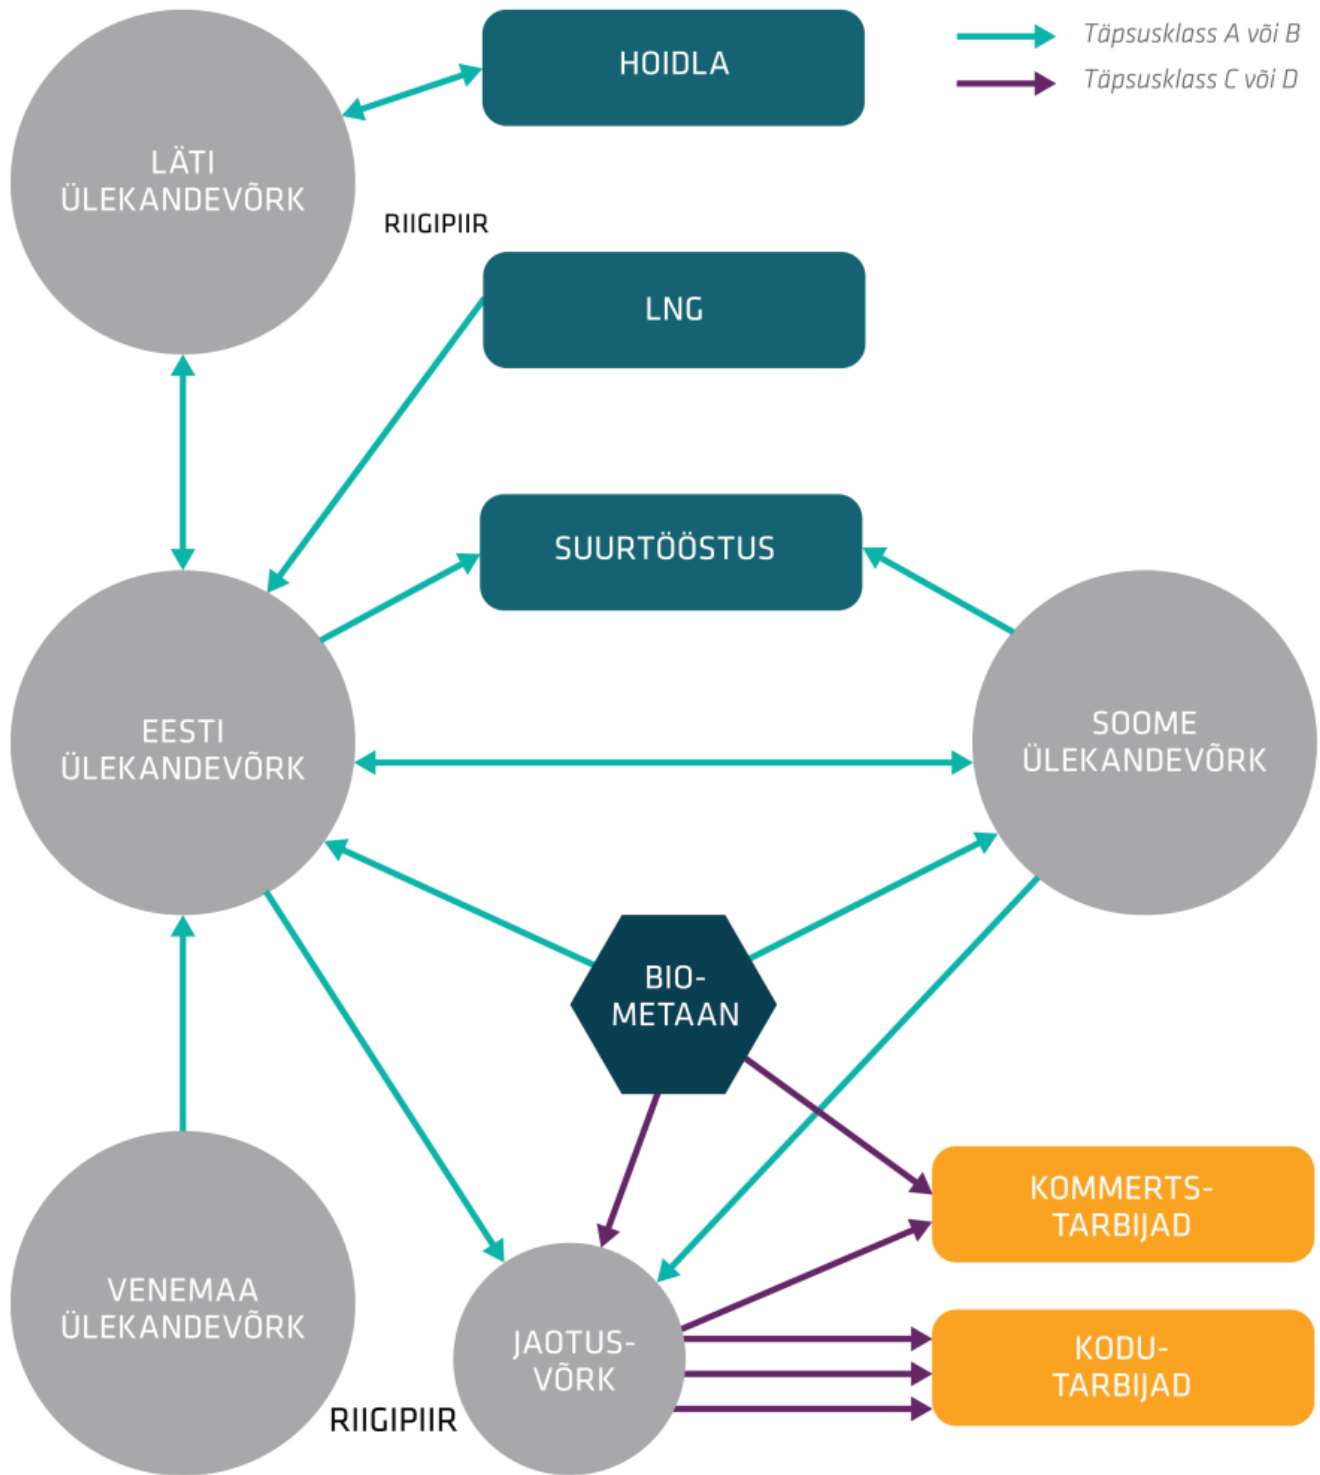 HOIDLA
Täpsusklass A või B
Täpsusklass C või D
LÄTI
ÜLEKANDEVÕRK
RIIGIPIIR
LNG
SUURTÖÖSTUS
EESTI
ÜLEKANDEVÕRK
SOOME
ÜLEKANDEVÕRK
BIO-
METAAN
KOMMERTS-
TARBIJAD
VENEMAA
ÜLEKANDEVÕRK
JAOTUS-
VÕRK
KODU-
TARBIJAD
RIIGIPIIR